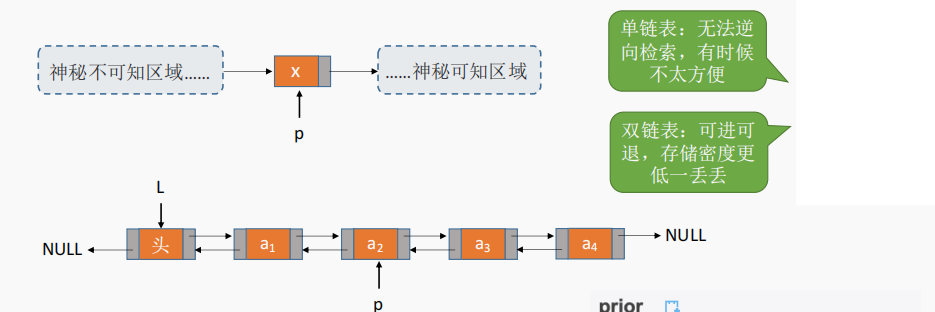 神秘不可知区域……
x
……神秘可知区域
p
单链表：无法逆
向检索，有时候
不太方便
双链表：可进可
退，存储密度更
低一丢丢
L
NULL
头
a1
a2
a3
a4
NULL
p
prior